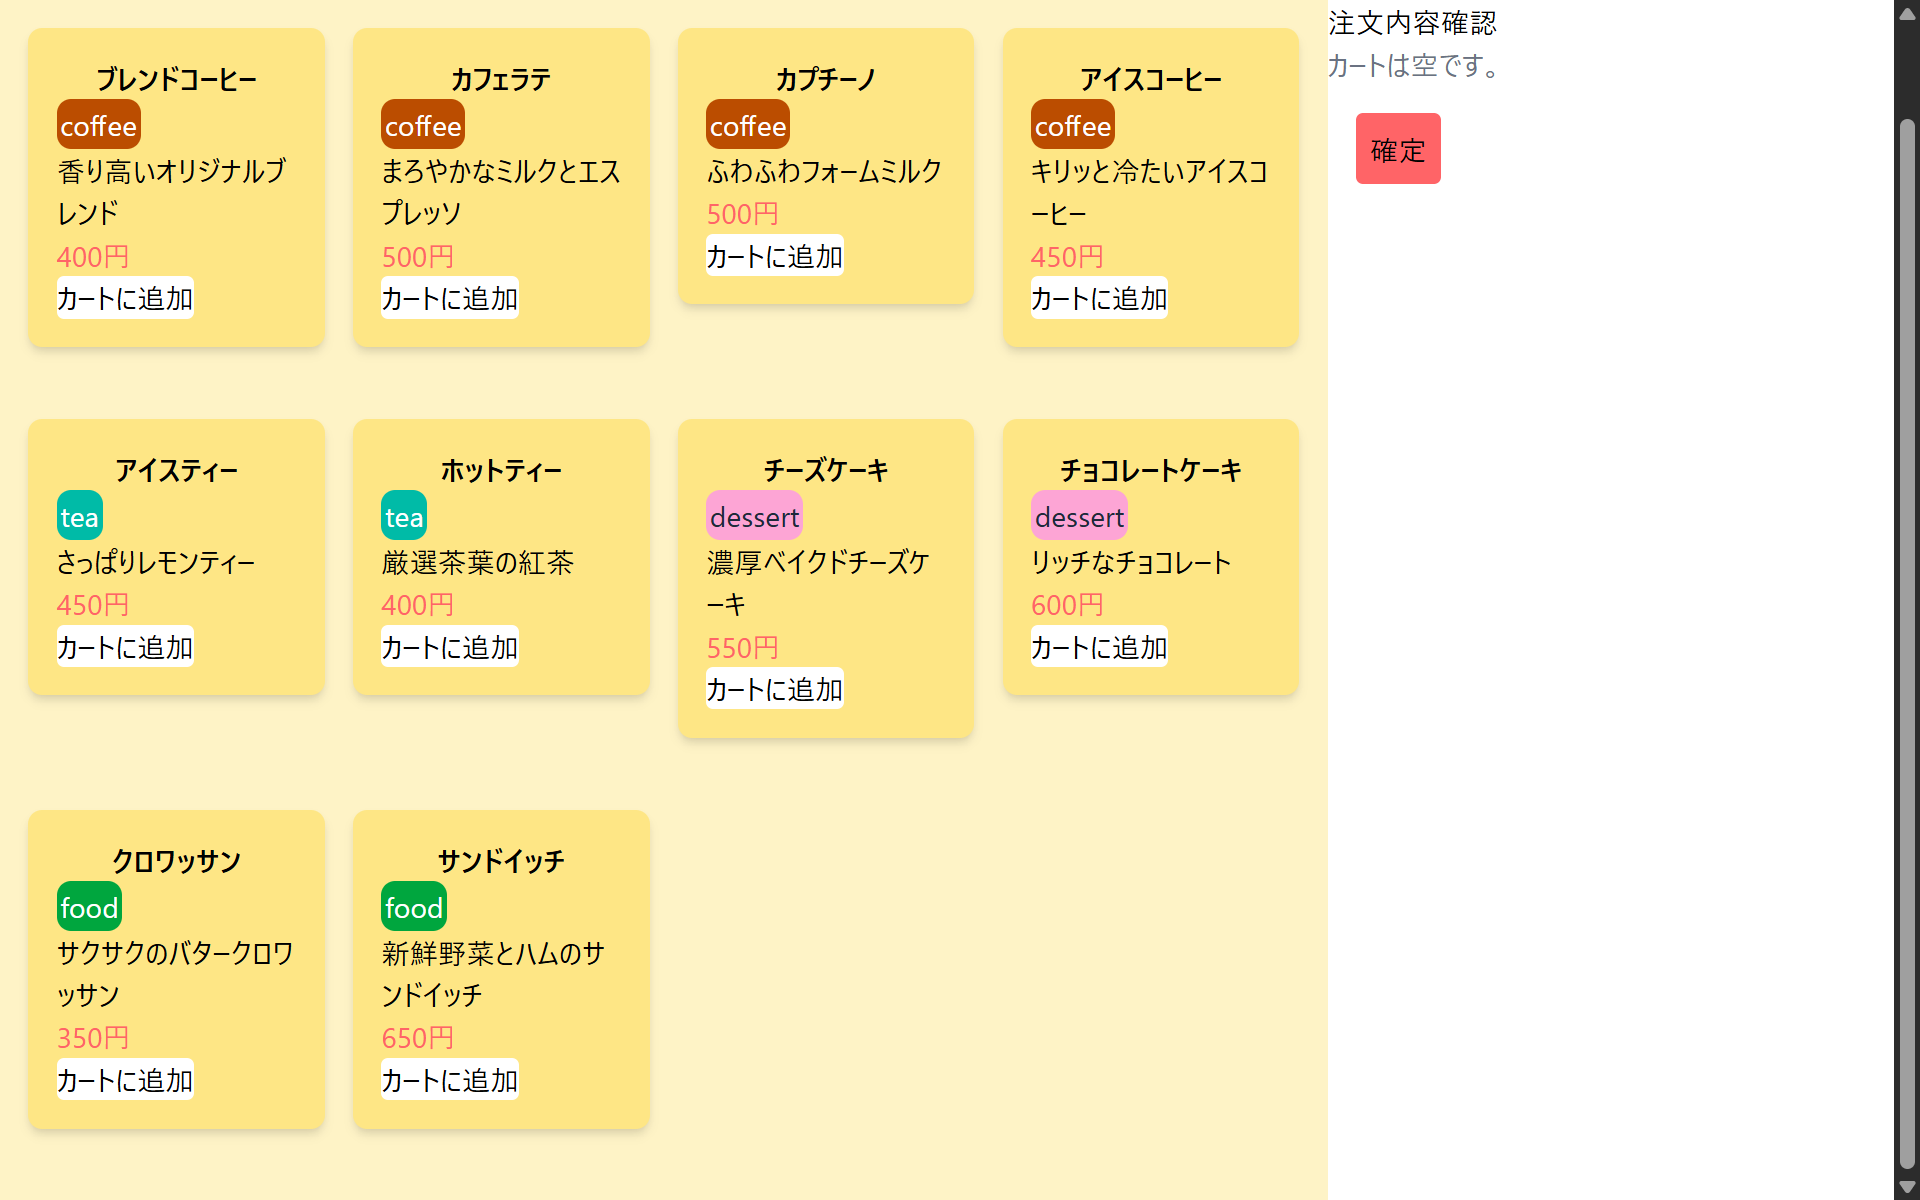 ブレンドコーヒー
coffee
香り高いオリジナルブ
レンド
400円
カートに追加
カフェラテ
coffee
まろやかなミルクとエス
プレッソ
500円
カートに追加
カプチーノ
coffee
ふわふわフォームミルク
500円
カートに追加
アイスコーヒー
coffee
キリッと冷たいアイスコ
ーヒー
450円
カートに追加
アイスティー
tea
さっぱりレモンティー
450円
カートに追加
ホットティー
tea
厳選茶葉の紅茶
400円
カートに追加
チーズケーキ
dessert
濃厚ベイクドチーズケ
ーキ
550円
カートに追加
チョコレートケーキ
dessert
リッチなチョコレート
600円
カートに追加
クロワッサン
food
サクサクのバタークロワ
ッサン
350円
カートに追加
サンドイッチ
food
新鮮野菜とハムのサ
ンドイッチ
650円
カートに追加
注文内容確認
カートは空です。
確定